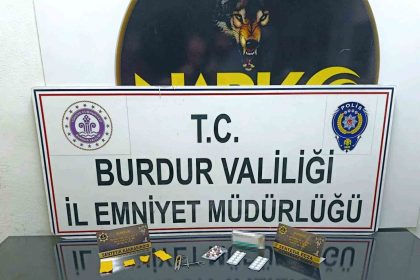 NARKO
T.C.
POLİS
BURDUR VALİLİĞİ
İL EMNİYET MÜDÜRLÜĞÜ